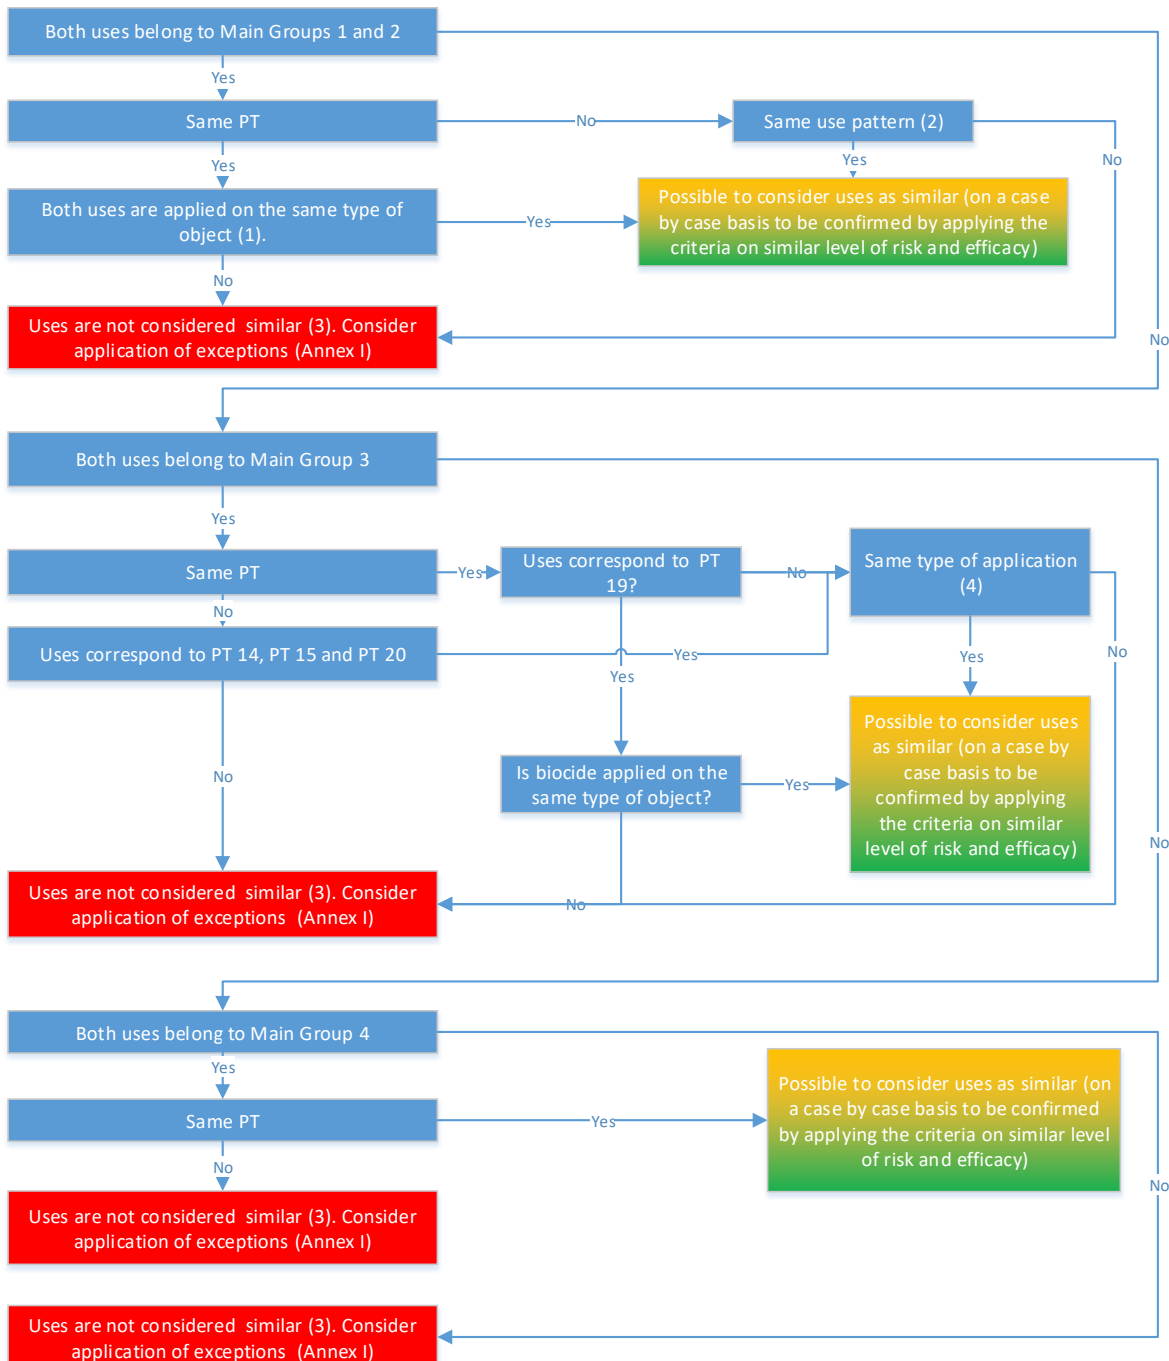 Both uses belong to Main Groups 1 and 2
Yes
Same PT
No
Same use pattern (2)
No
Yes
Yes
Both uses are applied on the same type of
object (1).
Yes
Possible to consider uses as similar (on a case
by case basis to be confirmed by applying the
criteria on similar level of risk and efficacy)
No
Uses are not considered similar (3). Consider
application of exceptions (Annex I)
No
Both uses belong to Main Group 3
Yes
Same PT
Yes
Uses correspond to PT
19?
No
Same type of application
(4)
No
Uses correspond to PT 14, PT 15 and PT 20
Yes
Yes
Yes
No
Possible to consider uses
as similar (on a case by
case basis to be
confirmed by applying
the criteria on similar
level of risk and efficacy)
No
Is biocide applied on the
same type of object?
Yes
No
Uses are not considered similar (3). Consider
application of exceptions (Annex I)
No
Both uses belong to Main Group 4
Yes
Same PT
Yes
Possible to consider uses as similar (on
a case by case basis to be confirmed
by applying the criteria on similar level
of risk and efficacy)
No
No
Uses are not considered similar (3). Consider
application of exceptions (Annex I)
Uses are not considered similar (3). Consider
application of exceptions (Annex I)